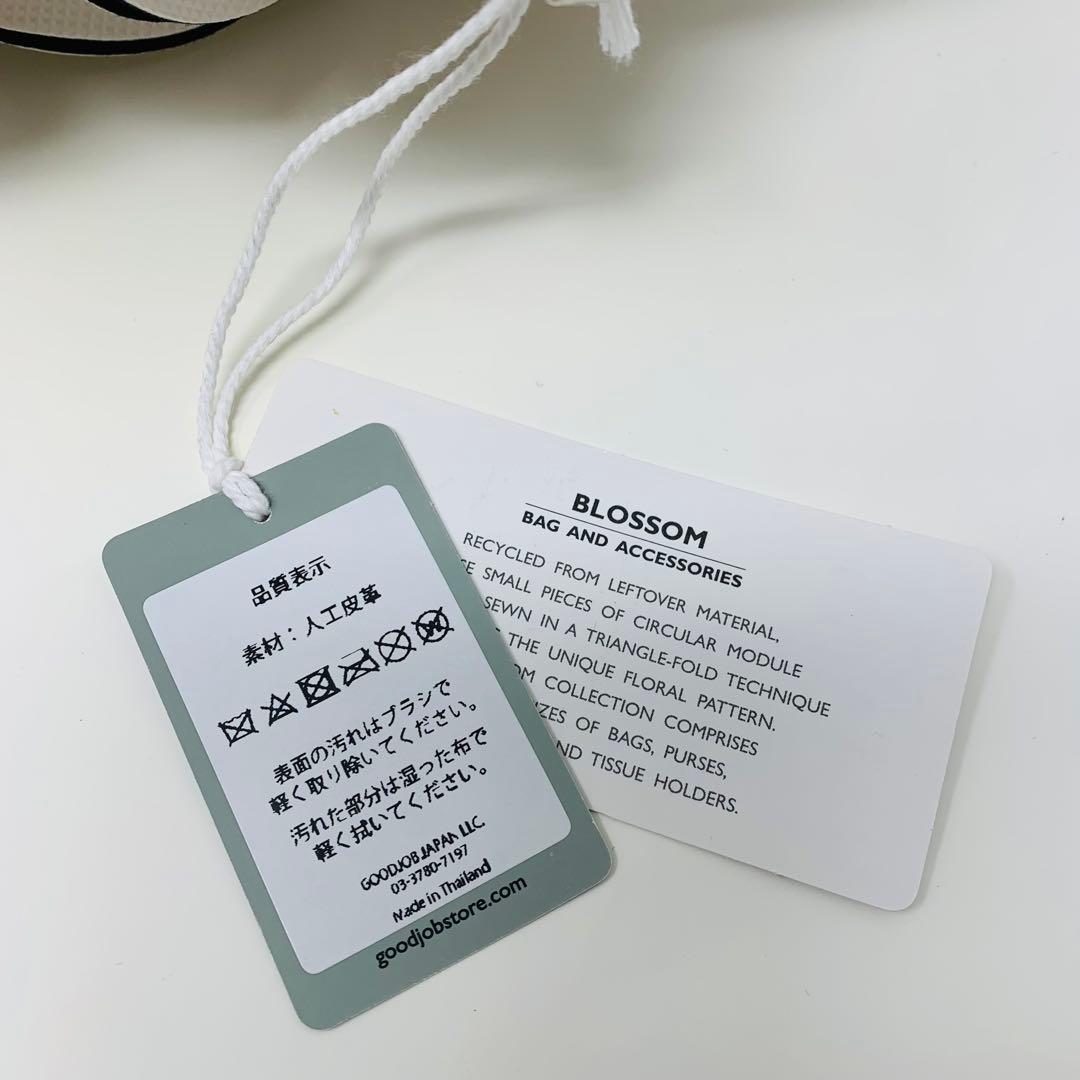 品質表示
素材：人工皮革
表面の汚れはブラシで
軽く取り除いてください。
汚れた部分は湿った布で
軽く拭いてください。
GOODJOB JAPAN LLC.
03-3780-7197
Made in Thailand
goodjobstore.com
BLOSSOM
BAG AND ACCESSORIES
RECYCLED FROM LEFTOVER MATERIAL,
SMALL PIECES OF CIRCULAR MODULE
SEWN IN A TRIANGLE-FOLD TECHNIQUE
THE UNIQUE FLORAL PATTERN.
COLLECTION COMPRISES
OF BAGS, PURSES,
TISSUE HOLDERS.